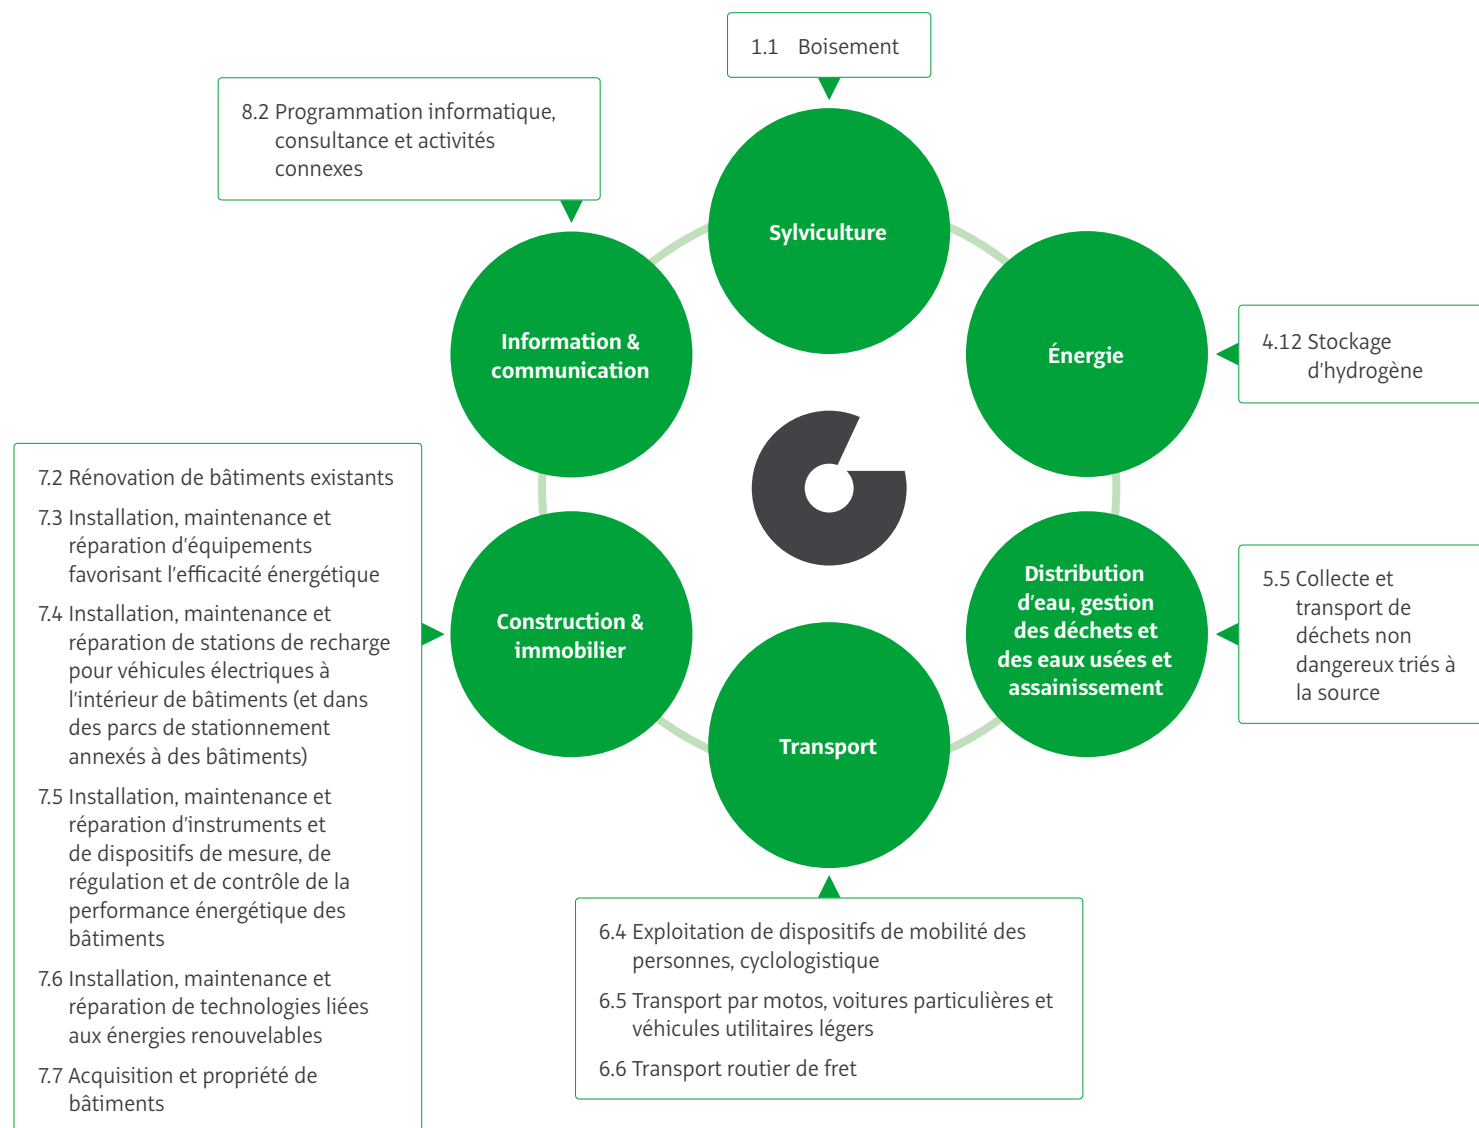 1.1 Boisement
8.2 Programmation informatique,
consultance et activités
connexes
Sylviculture
Information &
communication
Énergie
4.12 Stockage
d'hydrogène
7.2 Rénovation de bâtiments existants
7.3 Installation, maintenance et
réparation d'équipements
favorisant l'efficacité énergétique
7.4 Installation, maintenance et
réparation de stations de recharge
pour véhicules électriques à
l'intérieur de bâtiments (et dans
des parcs de stationnement
annexés à des bâtiments)
7.5 Installation, maintenance et
réparation d'instruments et
de dispositifs de mesure, de
régulation et de contrôle de la
performance énergétique des
bâtiments
7.6 Installation, maintenance et
réparation de technologies liées
aux énergies renouvelables
7.7 Acquisition et propriété de
bâtiments
Construction &
immobilier
Distribution
d'eau, gestion
des déchets et
des eaux usées et
assainissement
5.5 Collecte et
transport de
déchets non
dangereux triés à
la source
Transport
6.4 Exploitation de dispositifs de mobilité des
personnes, cyclologistique
6.5 Transport par motos, voitures particulières et
véhicules utilitaires légers
6.6 Transport routier de fret